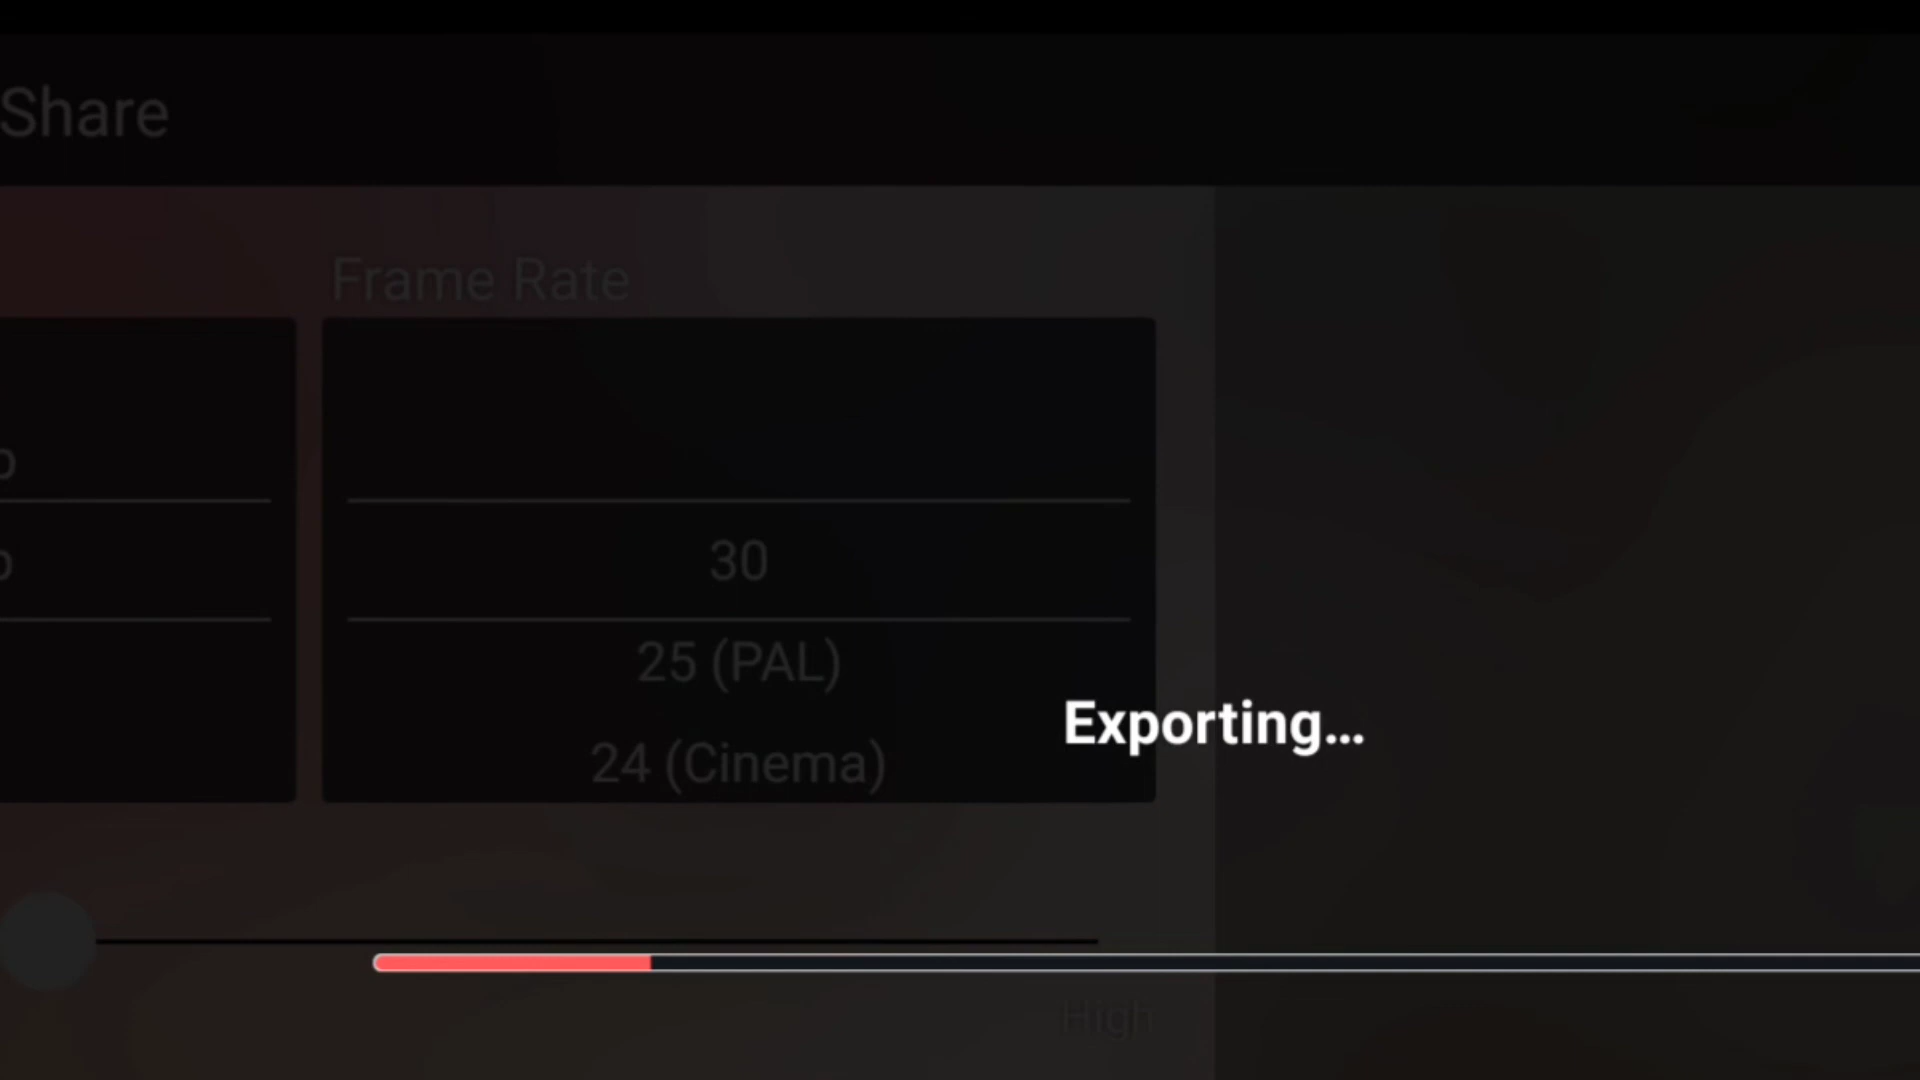 Share
Frame Rate
30
25 (PAL)
24 (Cinema)
Exporting...
High